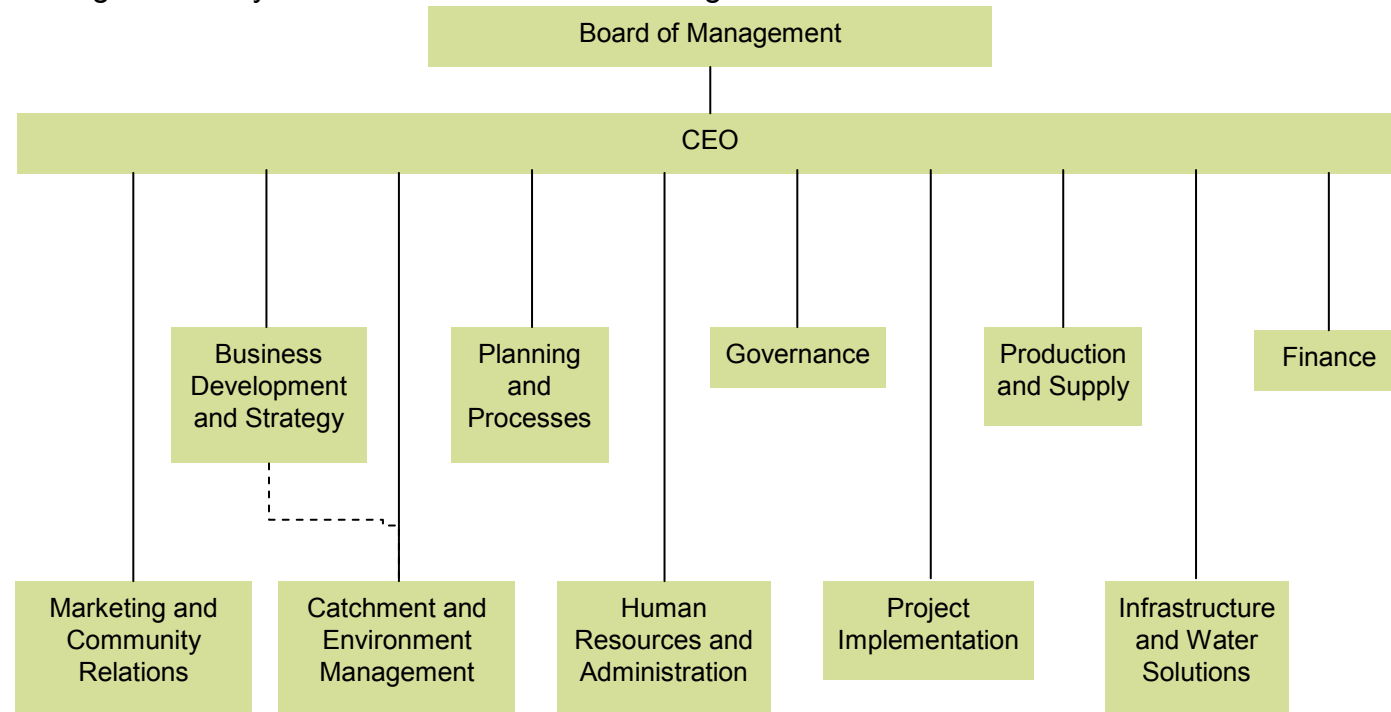 Board of Management
CEO
Business
Development
and Strategy
Planning
and
Processes
Governance
Production
and Supply
Finance
Marketing and
Community
Relations
Catchment and
Environment
Management
Human
Resources and
Administration
Project
Implementation
Infrastructure
and Water
Solutions